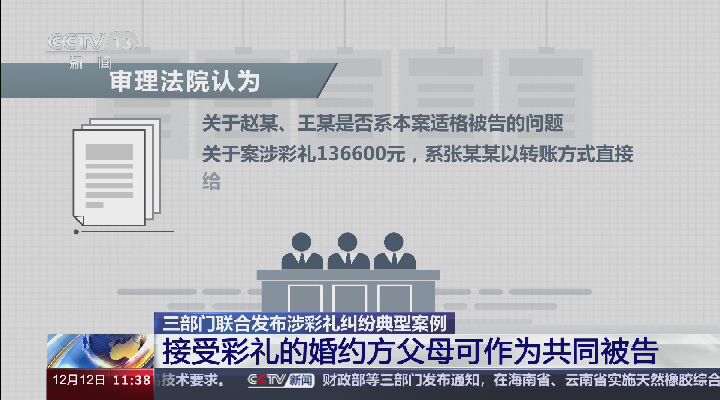 CCTV 13
新闻
审理法院认为
关于赵某、王某是否系本案适格被告的问题
关于案涉彩礼136600元，系张某某以转账方式直接
给
三部门联合发布涉彩礼纠纷典型案例
接受彩礼的婚约方父母可作为共同被告
12月12日 11:38 技术要求。 CCTV新闻 财政部等三部门发布通知，在海南省、云南省实施天然橡胶综合